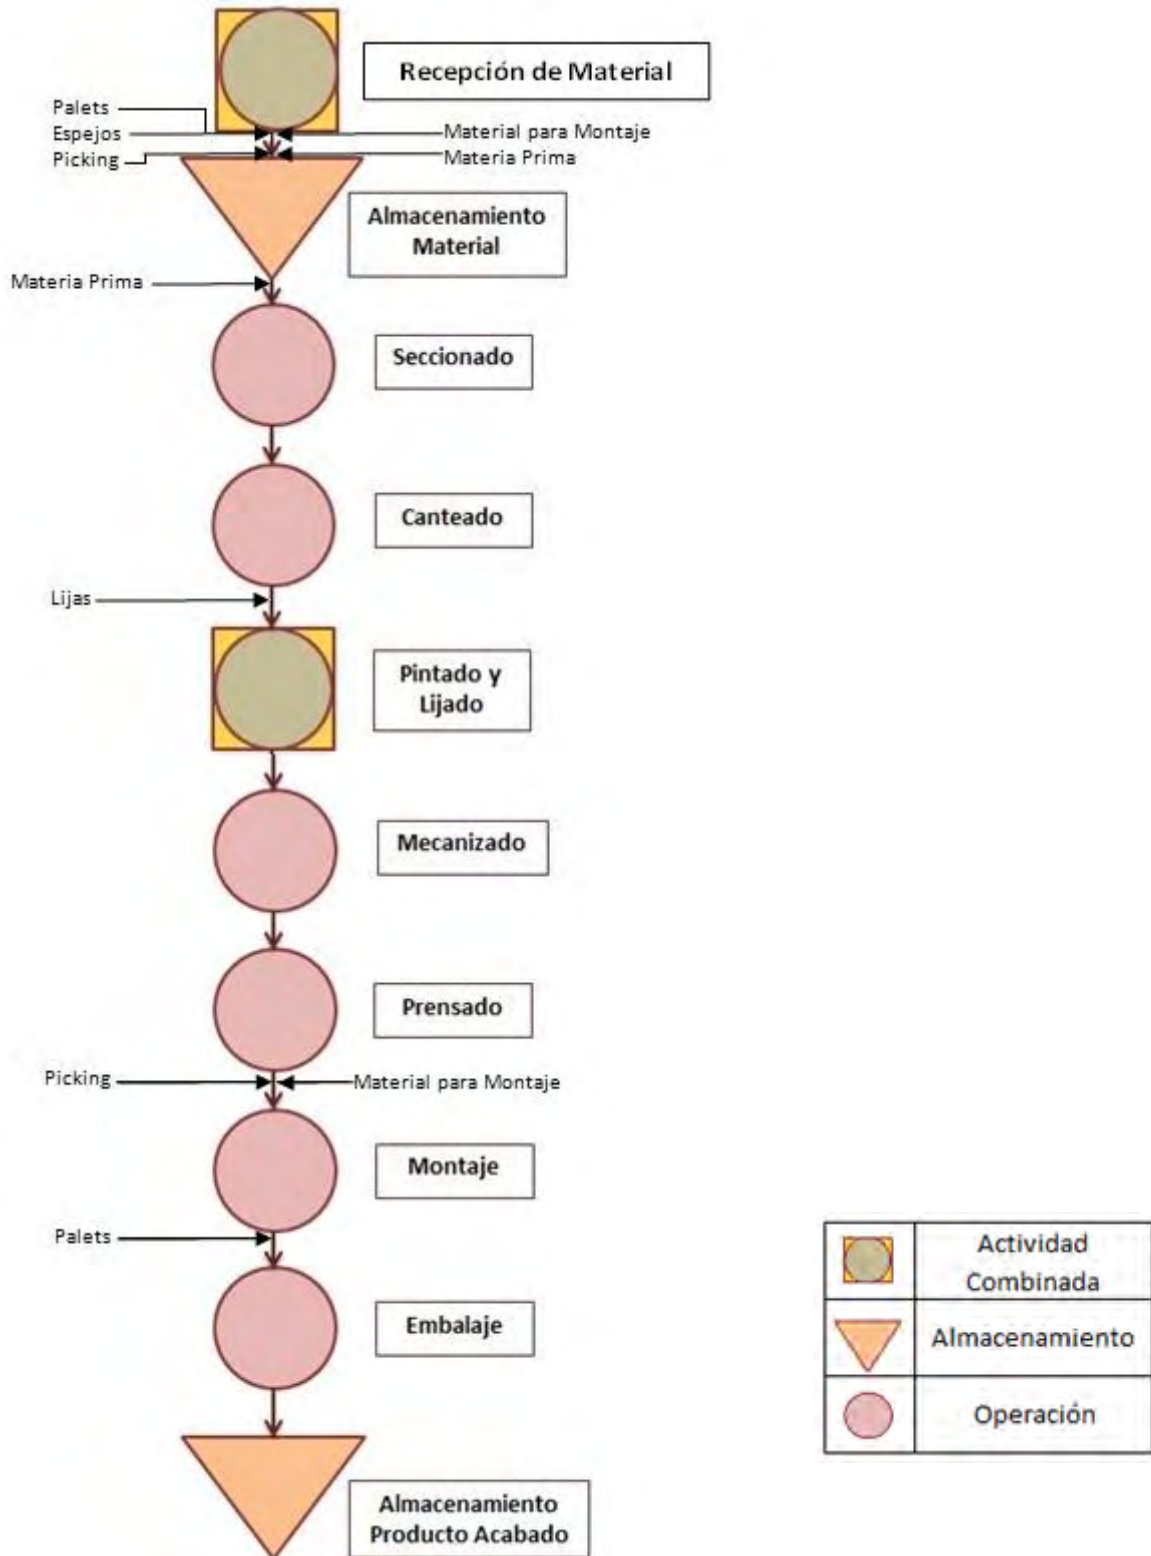 Recepción de Material
Palets
Espejos
Material para Montaje
Picking
Materia Prima
Almacenamiento
Material
Materia Prima
Seccionado
Canteado
Lijas
Pintado y
Lijado
Mecanizado
Prensado
Picking
Material para Montaje
Montaje
Palets
Embalaje
Almacenamiento
Producto Acabado
Actividad
Combinada
Almacenamiento
Operación